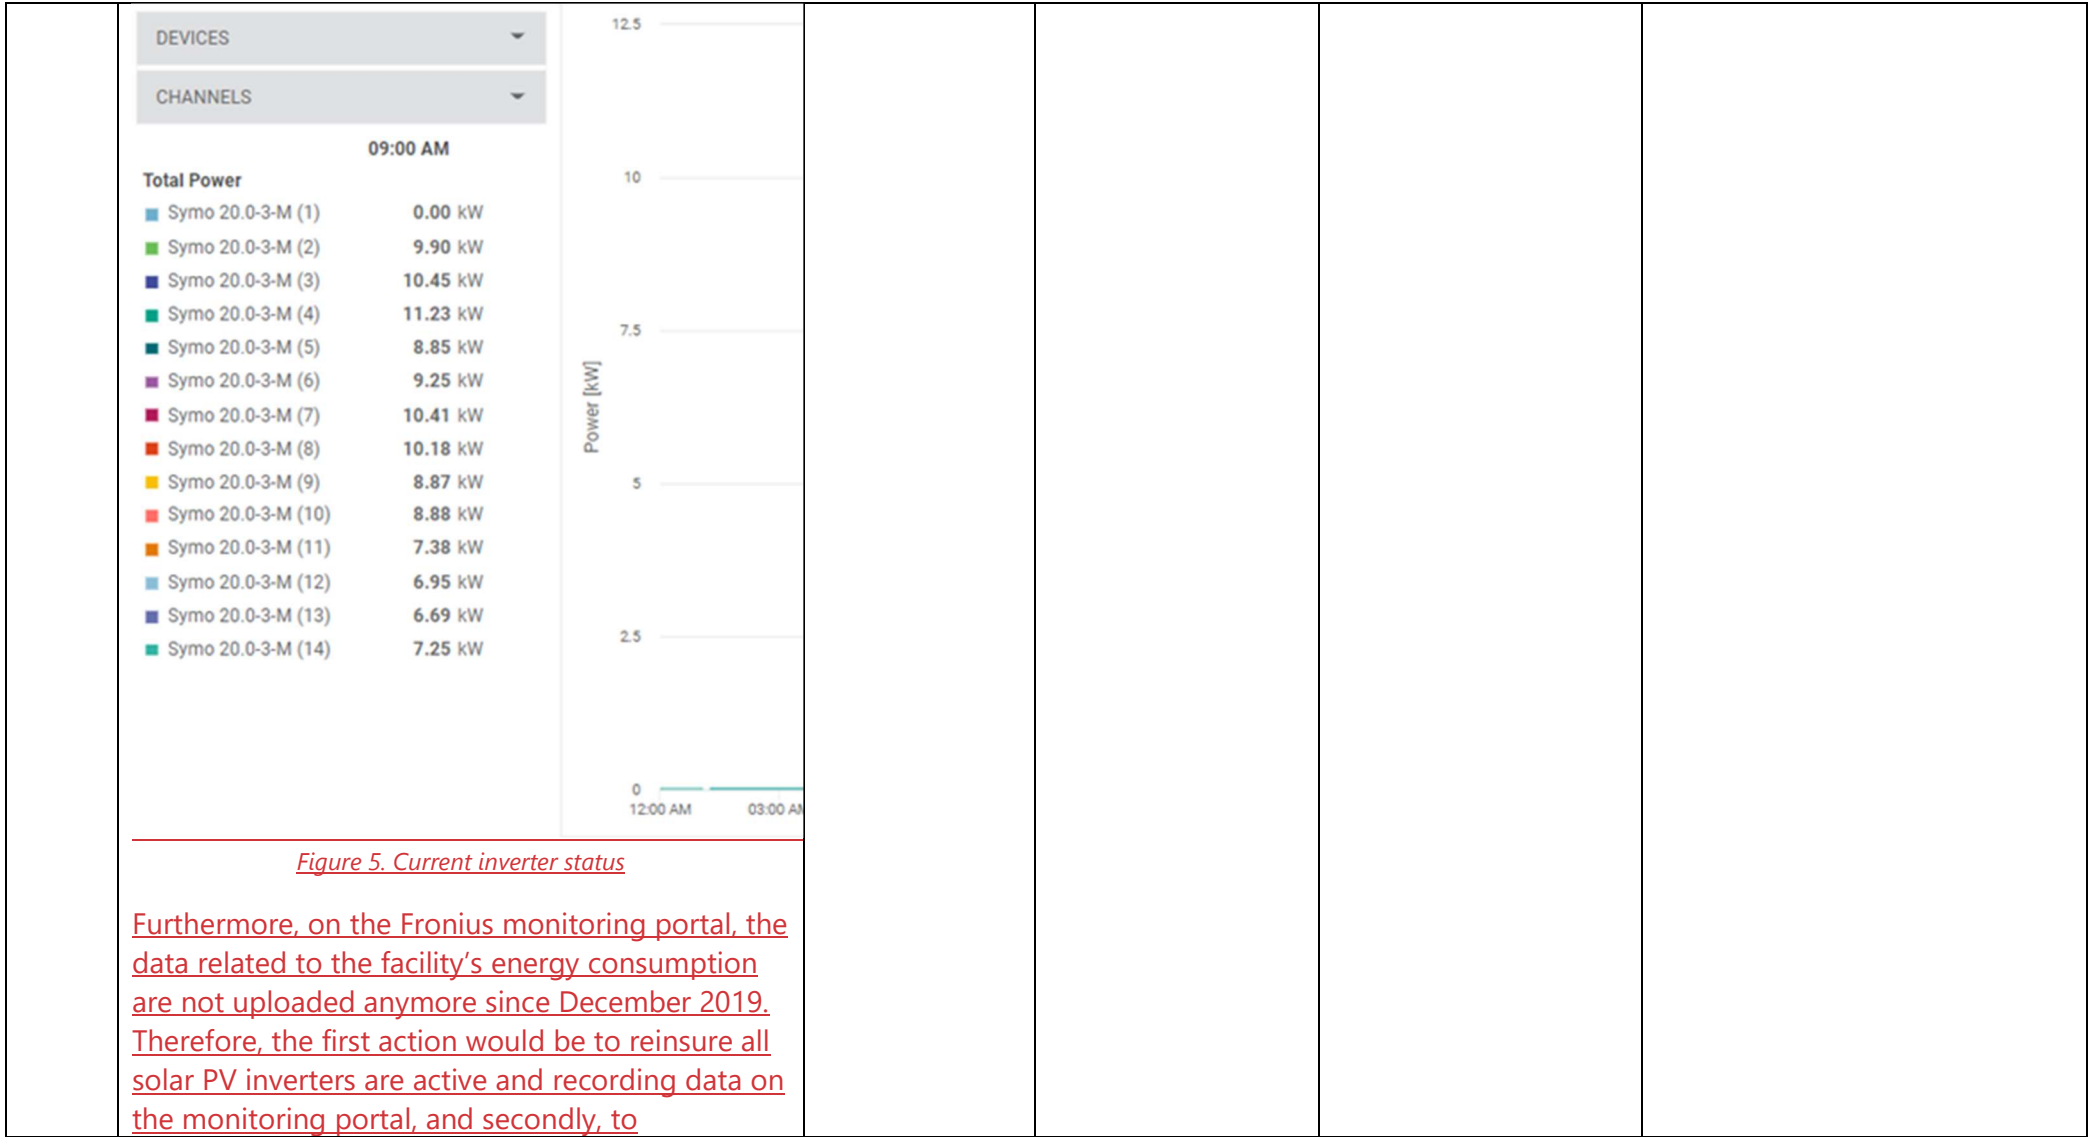 DEVICES
CHANNELS
09:00 AM
Total Power
Symo 20.0-3-M (1) 0.00 kW
Symo 20.0-3-M (2) 9.90 kW
Symo 20.0-3-M (3) 10.45 kW
Symo 20.0-3-M (4) 11.23 kW
Symo 20.0-3-M (5) 8.85 kW
Symo 20.0-3-M (6) 9.25 kW
Symo 20.0-3-M (7) 10.41 kW
Symo 20.0-3-M (8) 10.18 kW
Symo 20.0-3-M (9) 8.87 kW
Symo 20.0-3-M (10) 8.88 kW
Symo 20.0-3-M (11) 7.38 kW
Symo 20.0-3-M (12) 6.95 kW
Symo 20.0-3-M (13) 6.69 kW
Symo 20.0-3-M (14) 7.25 kW
Power [kW]
12.5
10
7.5
5
2.5
0
12:00 AM 03:00 AM
Figure 5. Current inverter status
Furthermore, on the Fronius monitoring portal, the
data related to the facility’s energy consumption
are not uploaded anymore since December 2019.
Therefore, the first action would be to reinsure all
solar PV inverters are active and recording data on
the monitoring portal, and secondly, to